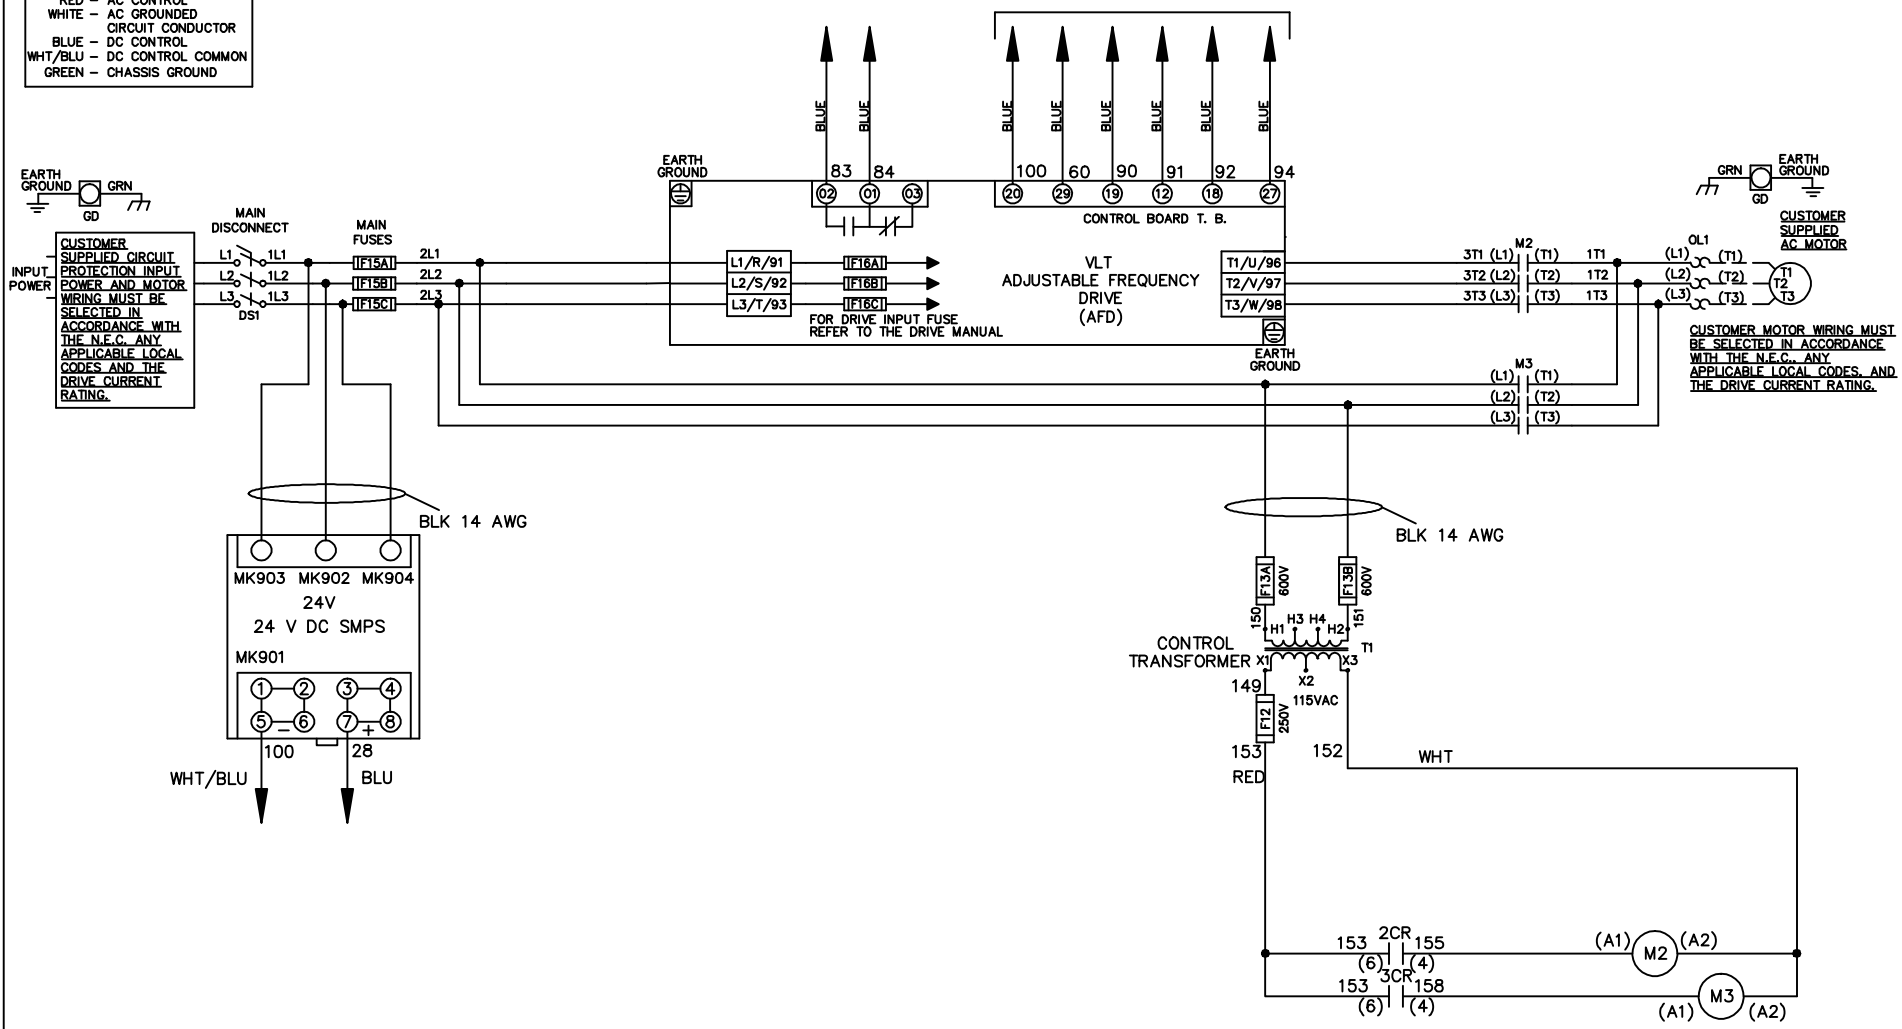 RED – AC CONTROL
WHITE – AC GROUNDED
CIRCUIT CONDUCTOR
BLUE – DC CONTROL
WHT/BLU – DC CONTROL COMMON
GREEN – CHASSIS GROUND
BLUE
BLUE
BLUE
BLUE
BLUE
BLUE
BLUE
BLUE
EARTH
GROUND
GRN
GD
EARTH
GROUND
83
84
02
01
03
100
60
90
91
92
94
20
29
19
12
18
27
CONTROL BOARD T. B.
GRN
EARTH
GROUND
GD
CUSTOMER
SUPPLIED
AC MOTOR
INPUT
POWER
CUSTOMER
SUPPLIED CIRCUIT
PROTECTION INPUT
POWER AND MOTOR
WIRING MUST BE
SELECTED IN
ACCORDANCE WITH
THE N.E.C. ANY
APPLICABLE LOCAL
CODES AND THE
DRIVE CURRENT
RATING.
MAIN
DISCONNECT
L1
1L1
L2
1L2
L3
1L3
DS1
MAIN
FUSES
F15A
F15B
F15C
2L1
2L2
2L3
L1/R/91
L2/S/92
L3/T/93
F16A
F16B
F16C
FOR DRIVE INPUT FUSE
REFER TO THE DRIVE MANUAL
VLT
ADJUSTABLE FREQUENCY
DRIVE
(AFD)
T1/U/96
T2/V/97
T3/W/98
EARTH
GROUND
M2
3T1 (L1) (T1) 1T1
3T2 (L2) (T2) 1T2
3T3 (L3) (T3) 1T3
OL1
(L1) (T1)
(L2) (T2)
(L3) (T3)
T1
T2
T3
CUSTOMER MOTOR WIRING MUST
BE SELECTED IN ACCORDANCE
WITH THE N.E.C., ANY
APPLICABLE LOCAL CODES, AND
THE DRIVE CURRENT RATING.
M3
(L1) (T1)
(L2) (T2)
(L3) (T3)
BLK 14 AWG
MK903 MK902 MK904
24V
24 V DC SMPS
MK901
1 2 3 4
5 6 7 8
– +
100
28
WHT/BLU
BLU
BLK 14 AWG
F13A
600V
F13B
600V
150
151
H1 H3 H4 H2
T1
CONTROL
TRANSFORMER
X1
X3
X2
149
115VAC
F12
250V
153
152
RED
WHT
2CR
153 155
(6) (4)
(A1) M2 (A2)
3CR
153 158
(6) (4)
(A1) M3 (A2)